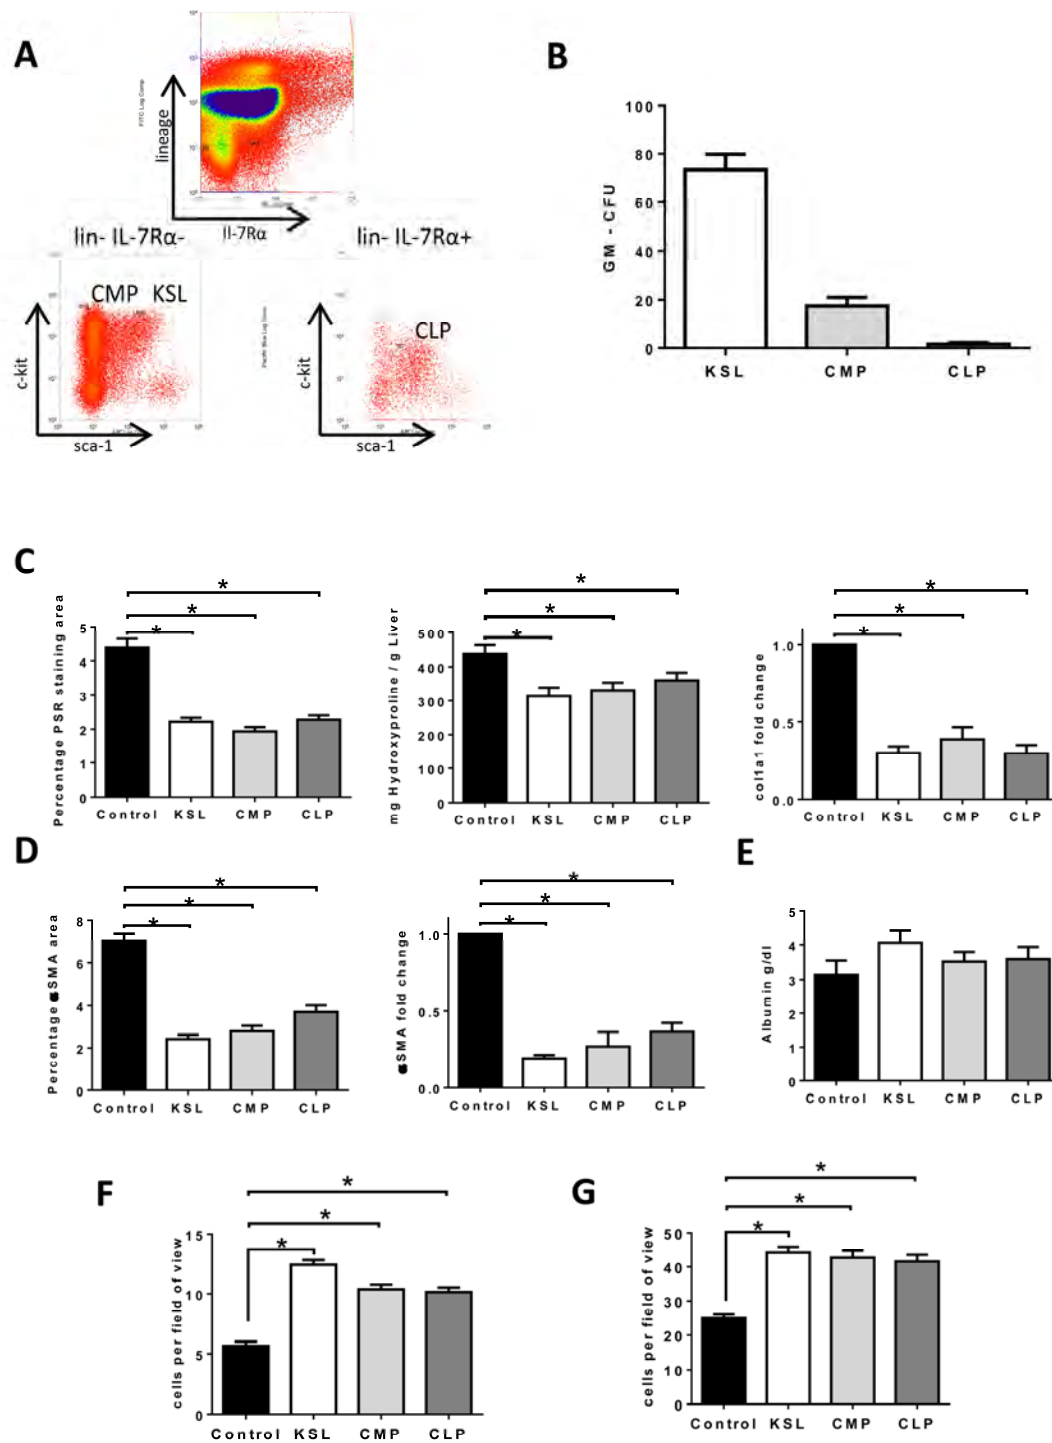 A
FITC Log Comp
lineage
Il-7Rα
lin- IL-7Rα-
lin- IL-7Rα+
CMP KSL
c-kit
sca-1
Pacific Blue Log Comp
CLP
c-kit
sca-1
B
GM - CFU
100
80
60
40
20
0
KSL CMP CLP
C
Percentage PSR staining area
5
4
3
2
1
0
* * *
Control KSL CMP CLP
mg Hydroxyproline / g Liver
500
400
300
200
100
0
* * *
Control KSL CMP CLP
col1a1 fold change
1.0
0.5
0.0
* * *
Control KSL CMP CLP
D
Percentage αSMA area
8
6
4
2
0
* * *
Control KSL CMP CLP
αSMA fold change
1.0
0.5
0.0
* * *
Control KSL CMP CLP
E
Albumin g/dl
5
4
3
2
1
0
Control KSL CMP CLP
F
cells per field of view
15
10
5
0
* * *
Control KSL CMP CLP
G
cells per field of view
50
40
30
20
10
0
* * *
Control KSL CMP CLP